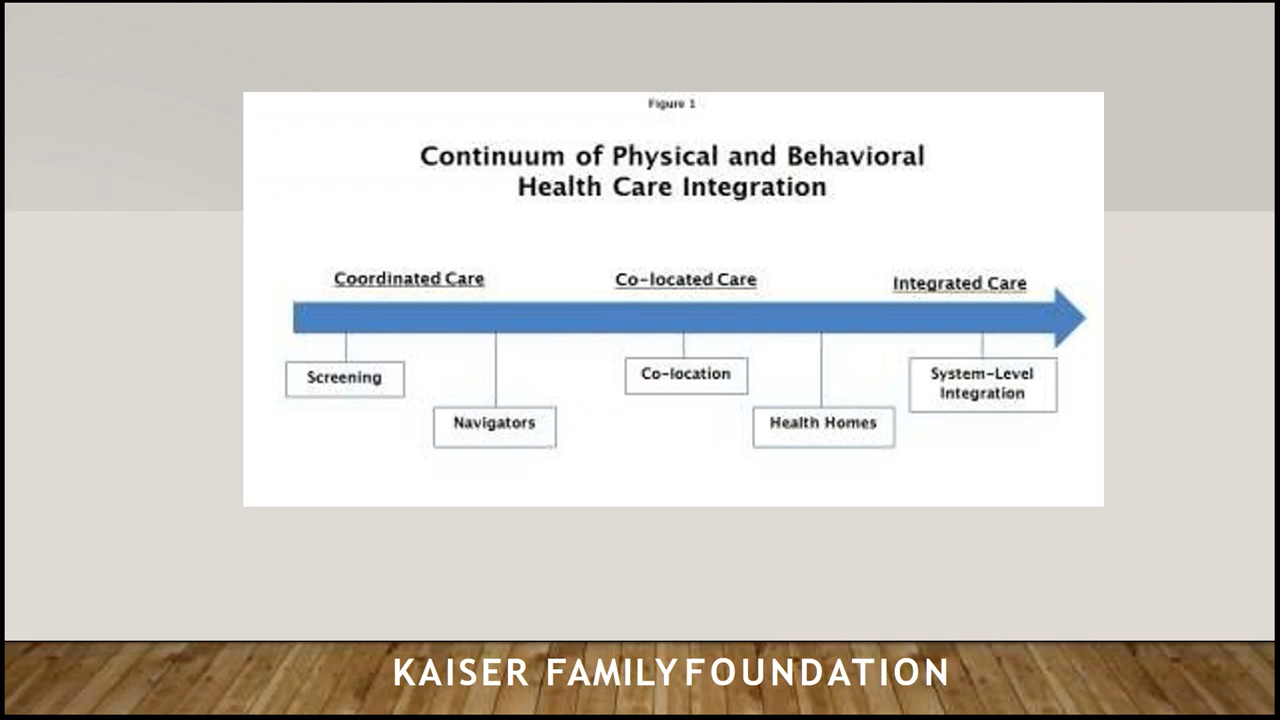 Figure 1
Continuum of Physical and Behavioral
Health Care Integration
Coordinated Care
Co-located Care
Integrated Care
Screening
Navigators
Co-location
Health Homes
System-Level
Integration
KAISER FAMILY FOUNDATION